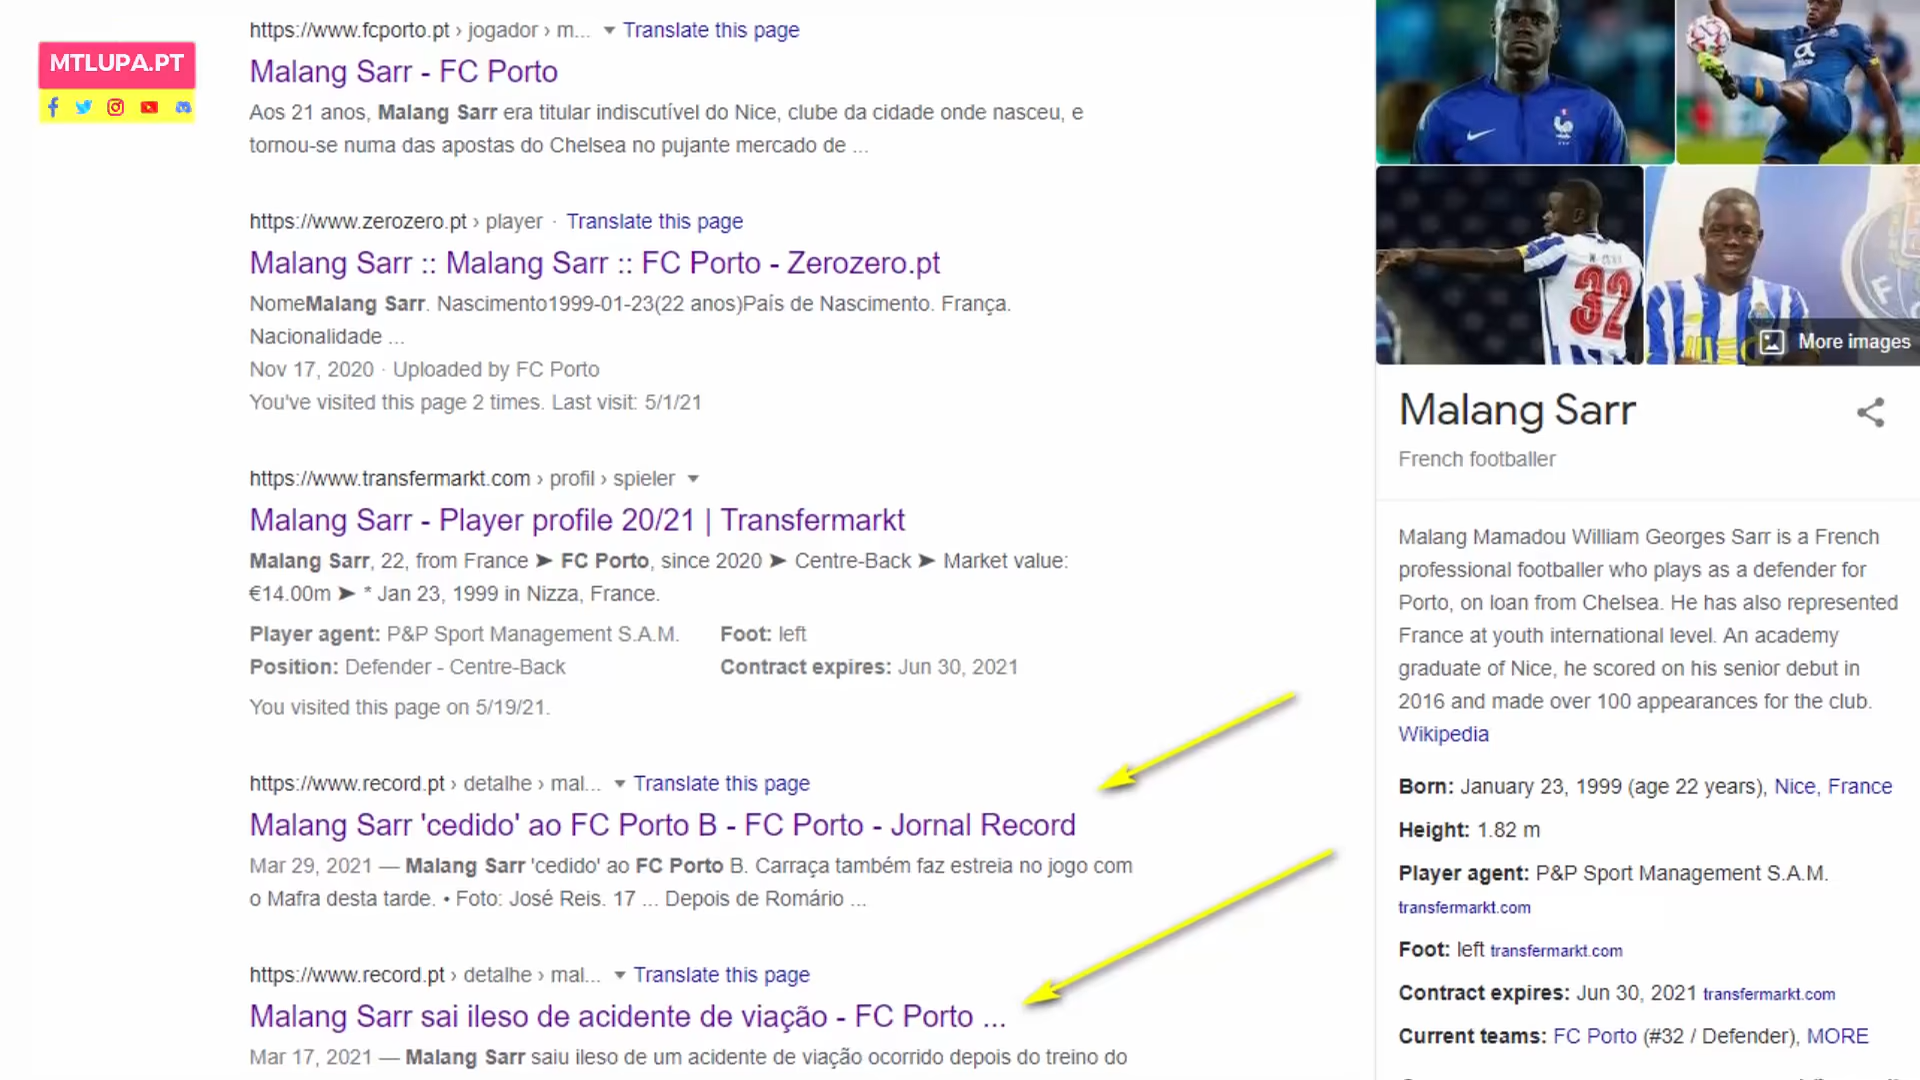 MTLUPA.PT
https://www.fcporto.pt › jogador › m... Translate this page
Malang Sarr - FC Porto
Aos 21 anos, Malang Sarr era titular indiscutível do Nice, clube da cidade onde nasceu, e
tornou-se numa das apostas do Chelsea no pujante mercado de ...
https://www.zerozero.pt › player · Translate this page
Malang Sarr :: Malang Sarr :: FC Porto - Zerozero.pt
NomeMalang Sarr. Nascimento1999-01-23(22 anos)País de Nascimento. França.
Nacionalidade ...
Nov 17, 2020 · Uploaded by FC Porto
You've visited this page 2 times. Last visit: 5/1/21
https://www.transfermarkt.com › profil › spieler
Malang Sarr - Player profile 20/21 | Transfermarkt
Malang Sarr, 22, from France ➤ FC Porto, since 2020 ➤ Centre-Back ➤ Market value:
€14.00m ➤ * Jan 23, 1999 in Nizza, France.
Player agent: P&P Sport Management S.A.M. Foot: left
Position: Defender - Centre-Back Contract expires: Jun 30, 2021
You visited this page on 5/19/21.
https://www.record.pt › detalhe › mal... Translate this page
Malang Sarr 'cedido' ao FC Porto B - FC Porto - Jornal Record
Mar 29, 2021 — Malang Sarr 'cedido' ao FC Porto B. Carraça também faz estreia no jogo com
o Mafra desta tarde. • Foto: José Reis. 17 ... Depois de Romário ...
https://www.record.pt › detalhe › mal... Translate this page
Malang Sarr sai ileso de acidente de viação - FC Porto ...
Mar 17, 2021 — Malang Sarr saiu ileso de um acidente de viação ocorrido depois do treino do
32
More images
Malang Sarr
French footballer
Malang Mamadou William Georges Sarr is a French
professional footballer who plays as a defender for
Porto, on loan from Chelsea. He has also represented
France at youth international level. An academy
graduate of Nice, he scored on his senior debut in
2016 and made over 100 appearances for the club.
Wikipedia
Born: January 23, 1999 (age 22 years), Nice, France
Height: 1.82 m
Player agent: P&P Sport Management S.A.M.
transfermarkt.com
Foot: left transfermarkt.com
Contract expires: Jun 30, 2021 transfermarkt.com
Current teams: FC Porto (#32 / Defender), MORE